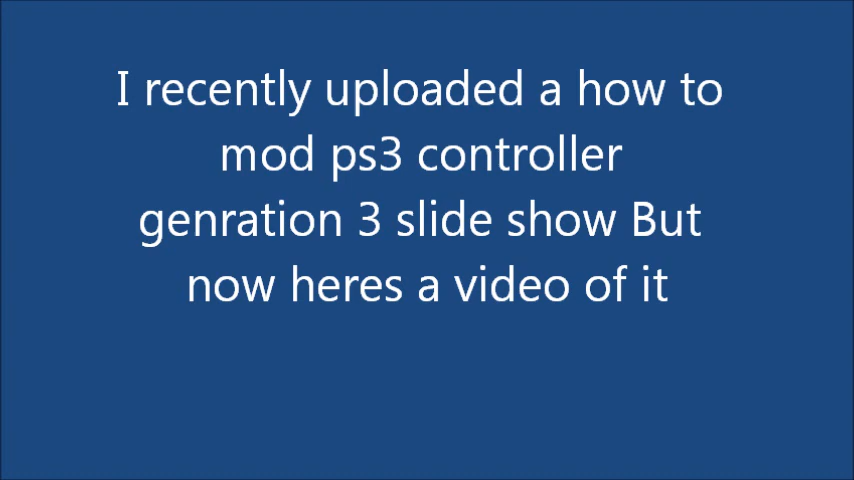 I recently uploaded a how to
mod ps3 controller
genration 3 slide show But
now heres a video of it